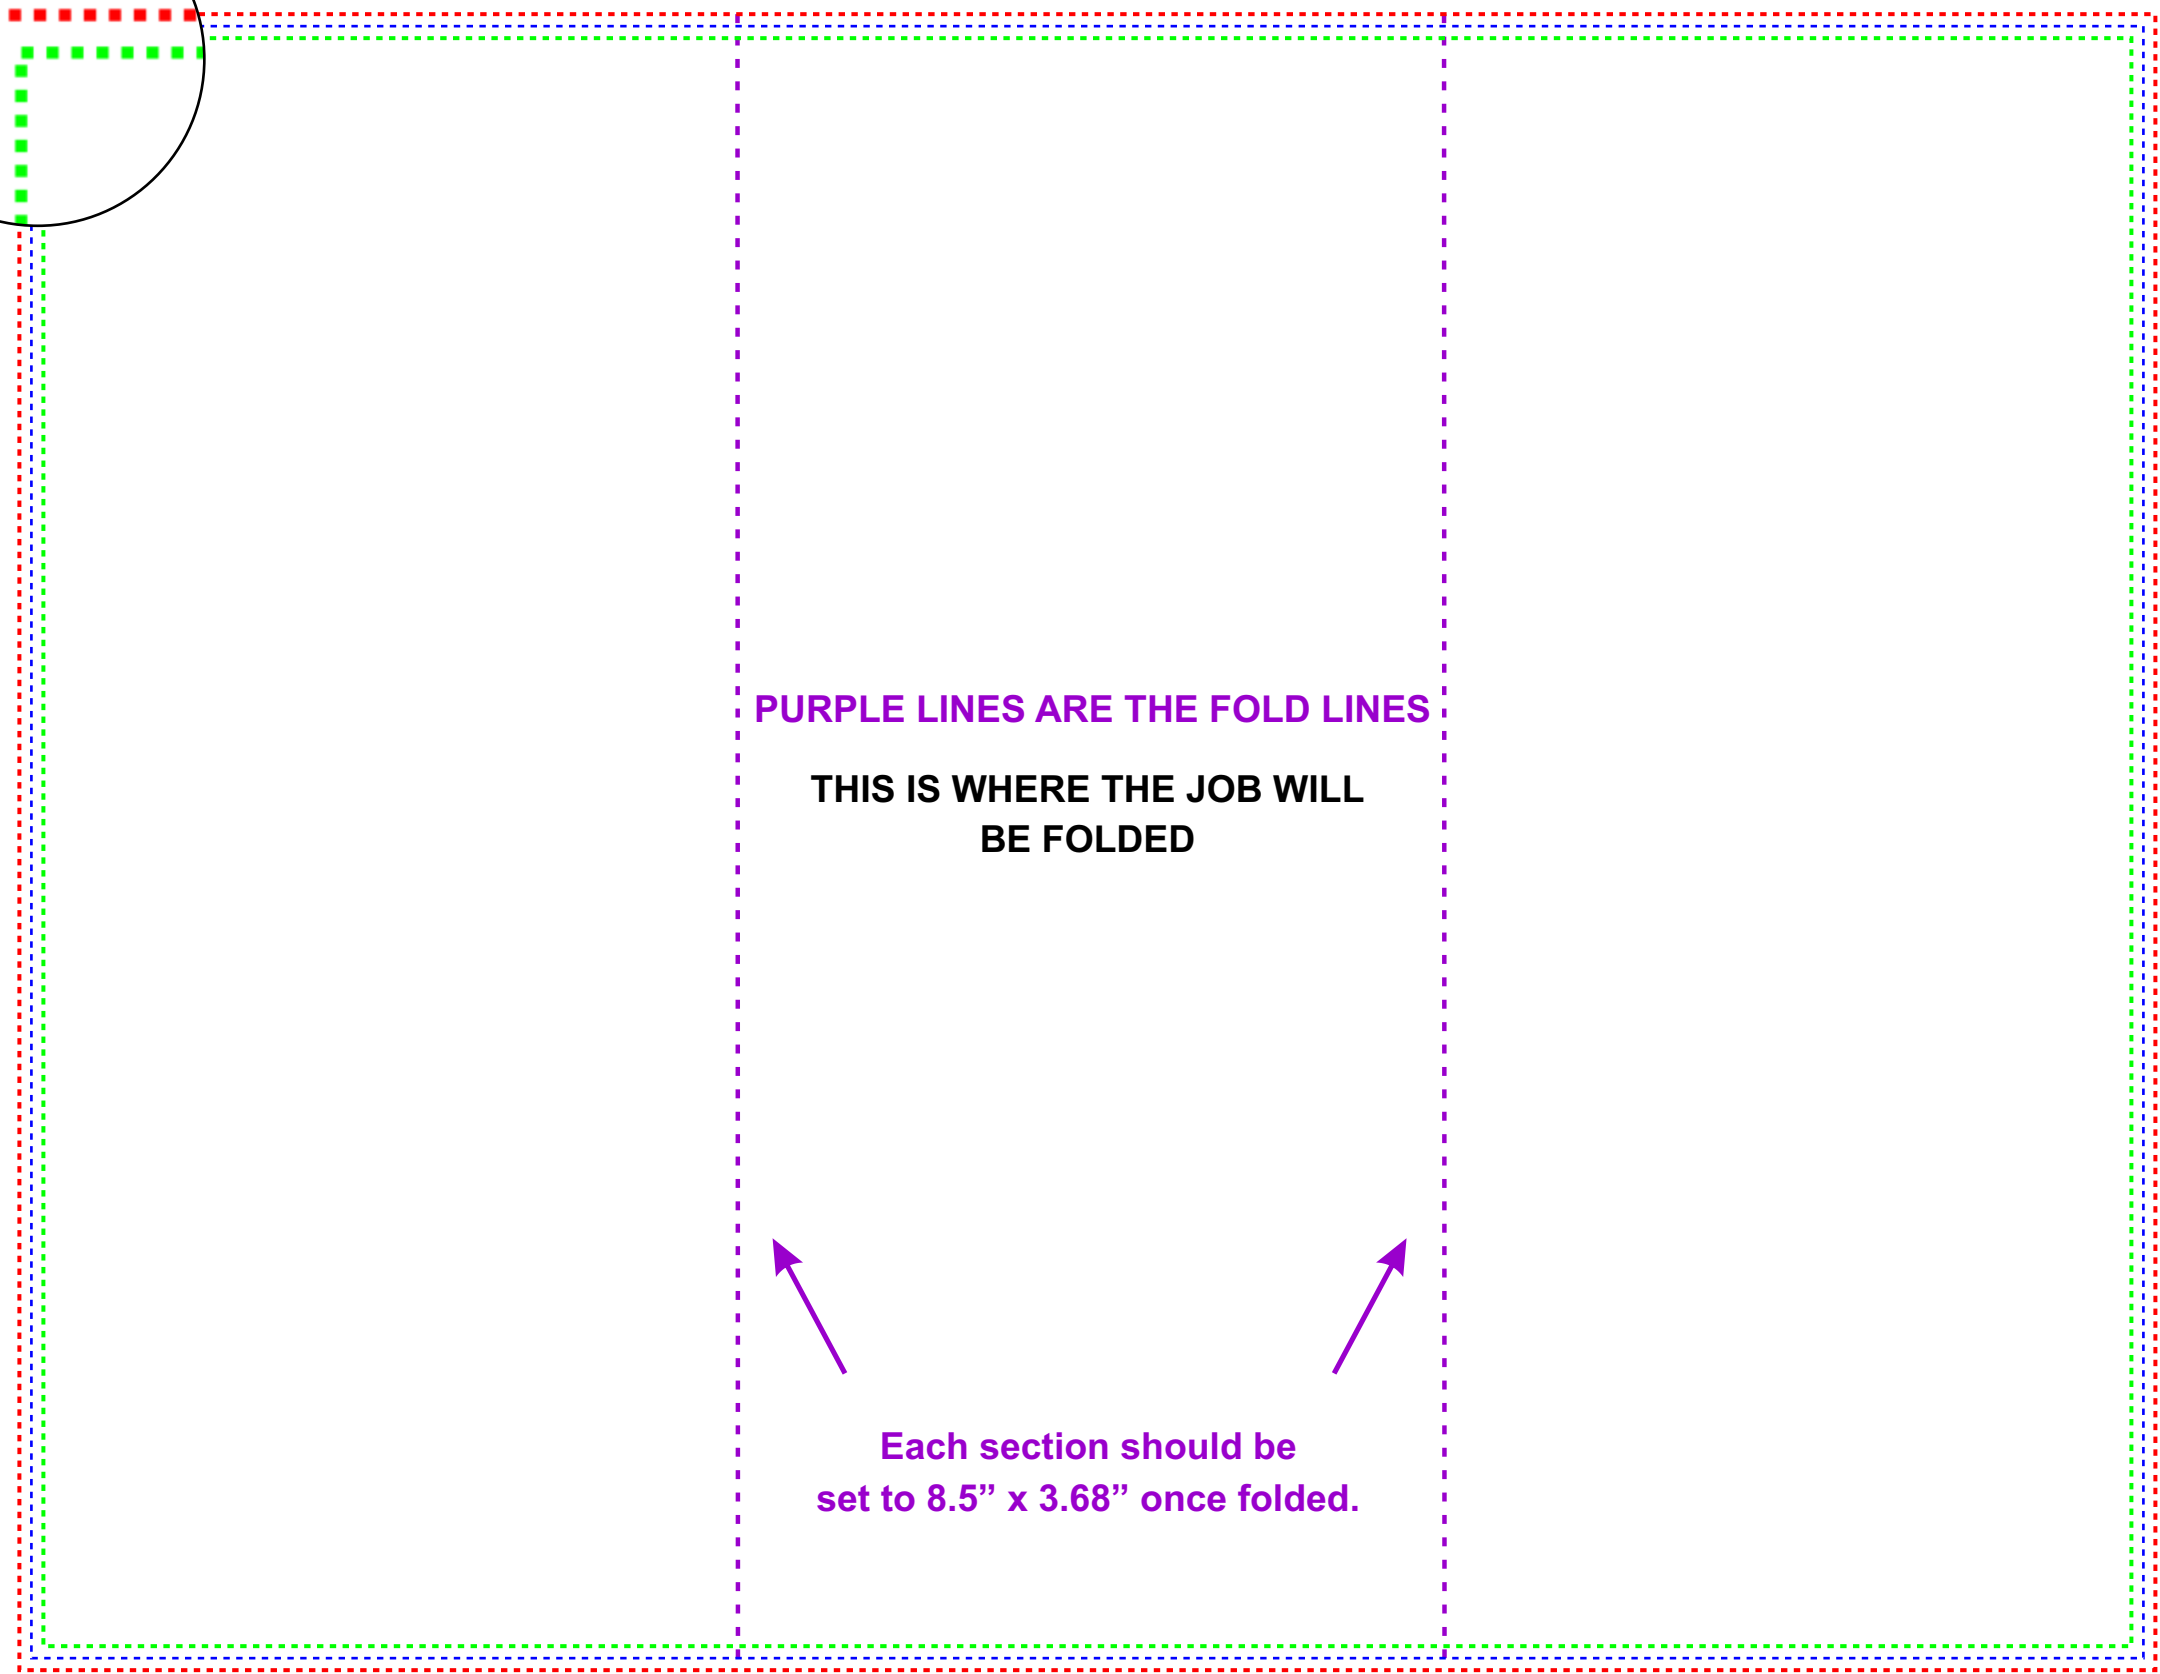 PURPLE LINES ARE THE FOLD LINES
THIS IS WHERE THE JOB WILL
BE FOLDED
Each section should be
set to 8.5” x 3.68” once folded.